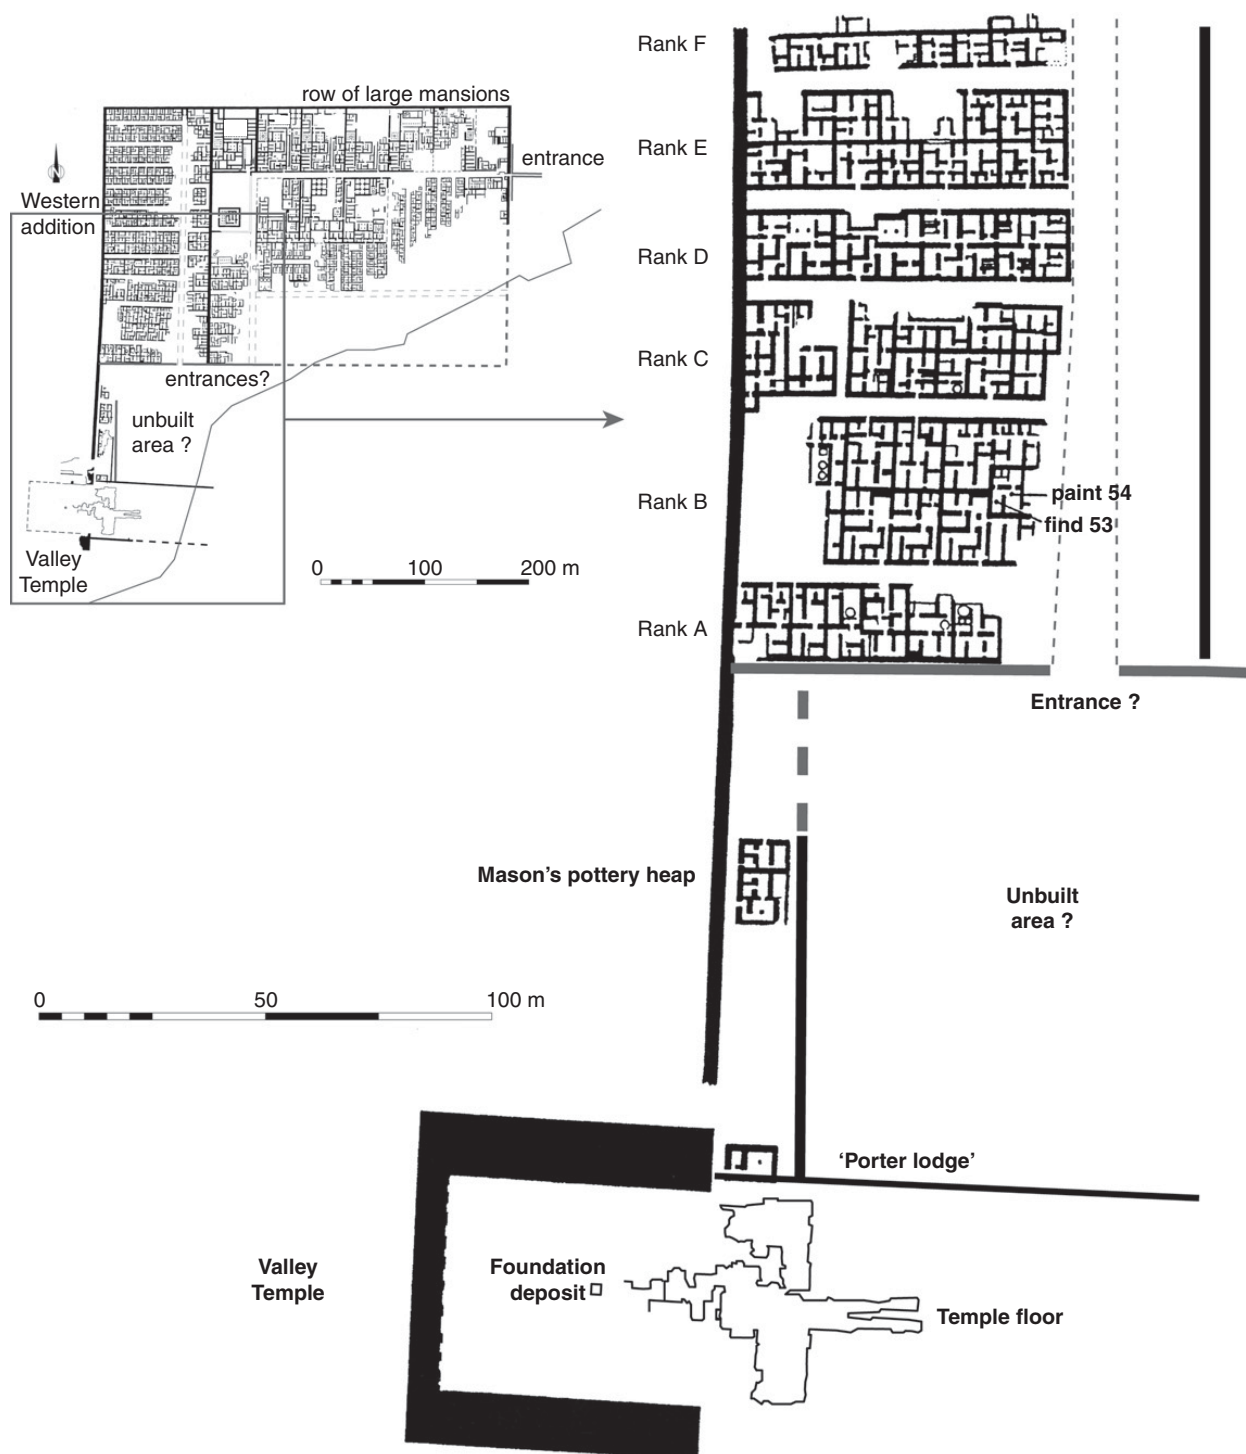 row of large mansions
entrance
N
Western
addition
entrances?
unbuilt
area ?
Valley
Temple
0 100 200 m
Rank F
Rank E
Rank D
Rank C
Rank B
paint 54
find 53
Rank A
Entrance ?
Mason's pottery heap
Unbuilt
area ?
0 50 100 m
'Porter lodge'
Valley
Temple
Foundation
deposit
Temple floor